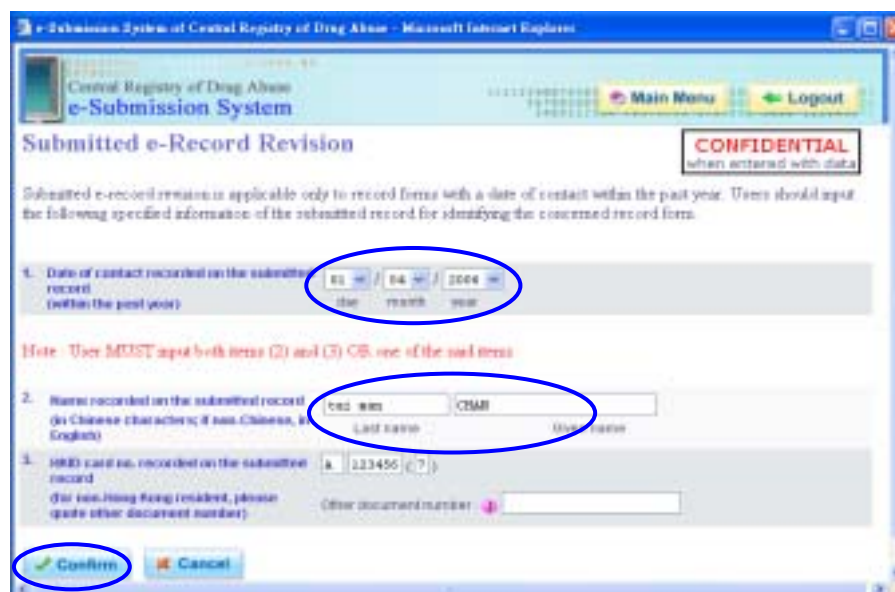 e-Submission System of Central Registry of Drug Abuse - Microsoft Internet Explorer
Central Registry of Drug Abuse
e-Submission System
Main Menu
Logout
Submitted e-Record Revision
CONFIDENTIAL
when entered with data
Submitted e-record revision is applicable only to record forms with a date of contact within the past year. Users should input
the following specified information of the submitted record for identifying the concerned record form.
1. Date of contact recorded on the submitted
record
(within the past year)
01 / 04 / 2004
day month year
Note : User MUST input both items (2) and (3) OR one of the said items
2. Name recorded on the submitted record
(in Chinese characters; if non-Chinese, in
English)
tai man CHAN
Last name Given name
3. HKID card no. recorded on the submitted
record
(for non-Hong Kong resident, please
quote other document number)
A 123456 ( 7 )
Other document number
Confirm
Cancel